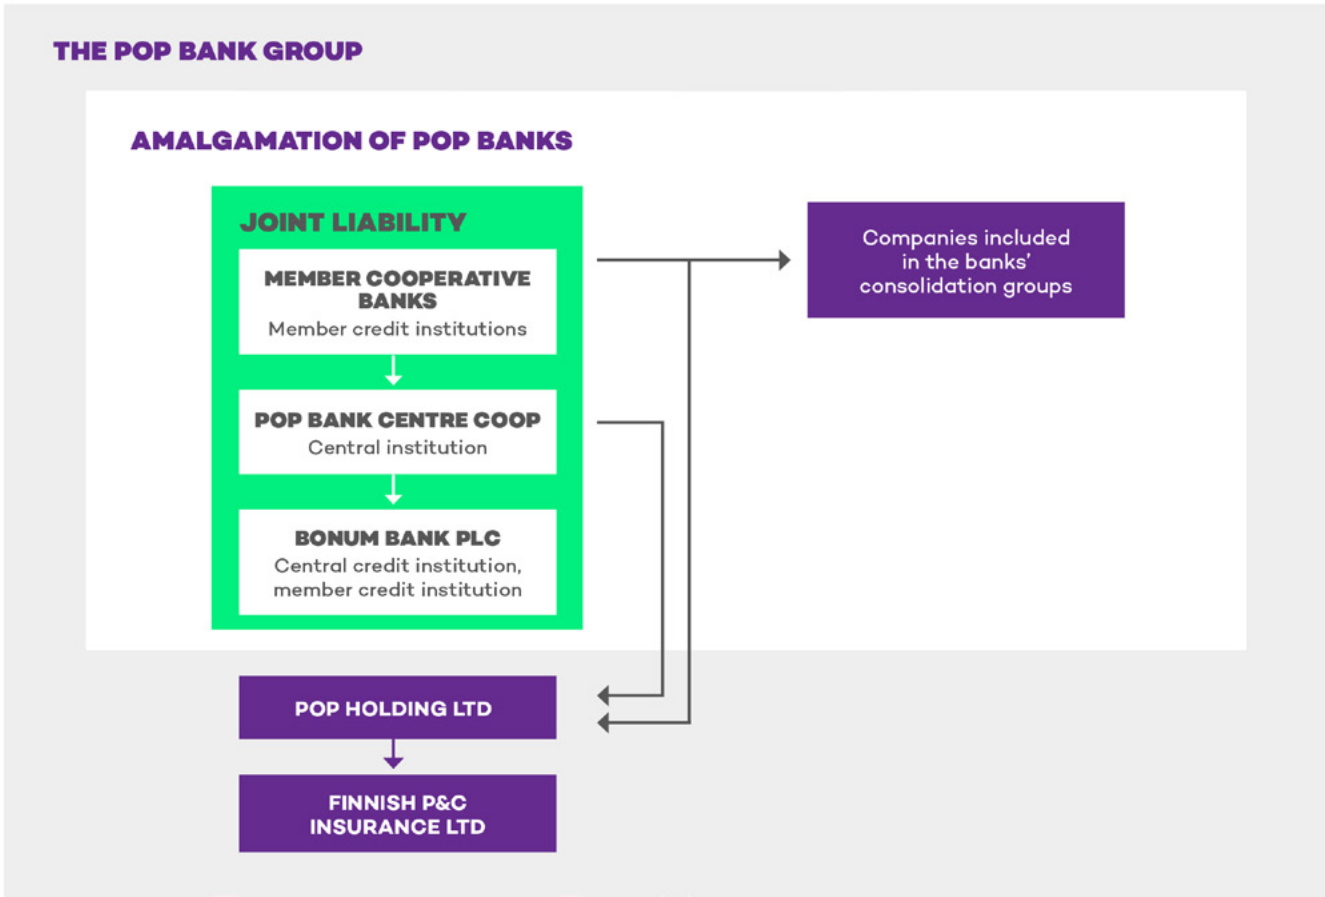 THE POP BANK GROUP
AMALGAMATION OF POP BANKS
JOINT LIABILITY
MEMBER COOPERATIVE
BANKS
Member credit institutions
POP BANK CENTRE COOP
Central institution
BONUM BANK PLC
Central credit institution,
member credit institution
Companies included
in the banks’
consolidation groups
POP HOLDING LTD
FINNISH P&C
INSURANCE LTD